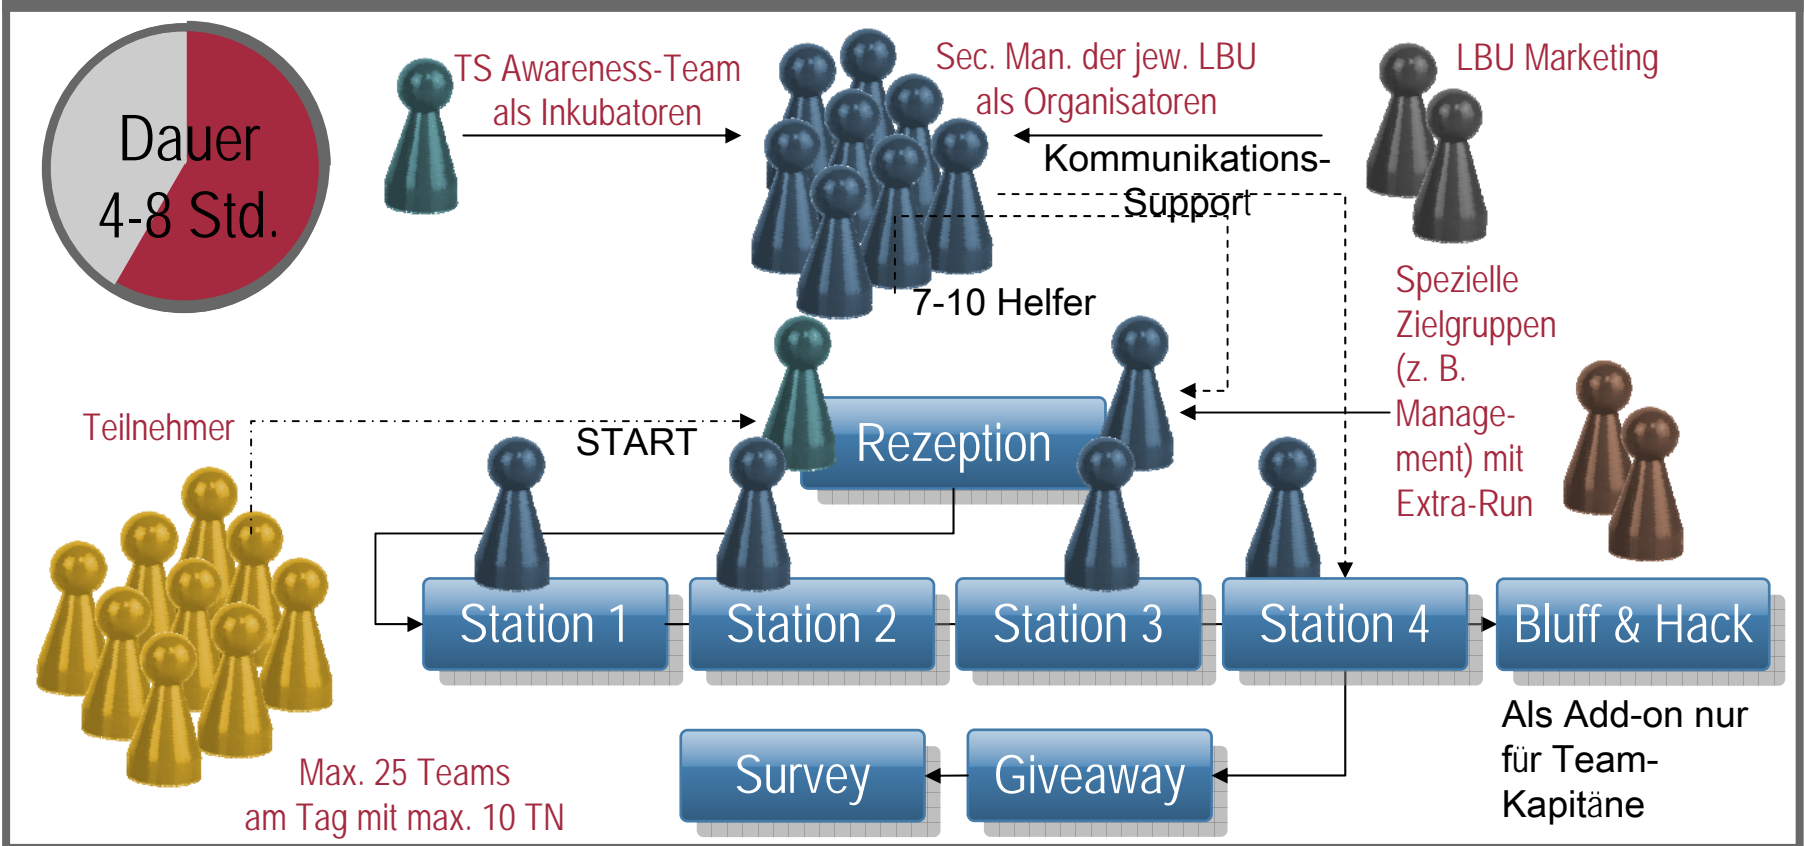 Dauer
4-8 Std.
TS Awareness-Team
als Inkubatoren
Sec. Man. der jew. LBU
als Organisatoren
LBU Marketing
Kommunikations-
Support
7-10 Helfer
Spezielle
Zielgruppen
(z. B.
Manage-
ment) mit
Extra-Run
Teilnehmer
START
Rezeption
Station 1
Station 2
Station 3
Station 4
Bluff & Hack
Als Add-on nur
für Team-
Kapitäne
Survey
Giveaway
Max. 25 Teams
am Tag mit max. 10 TN